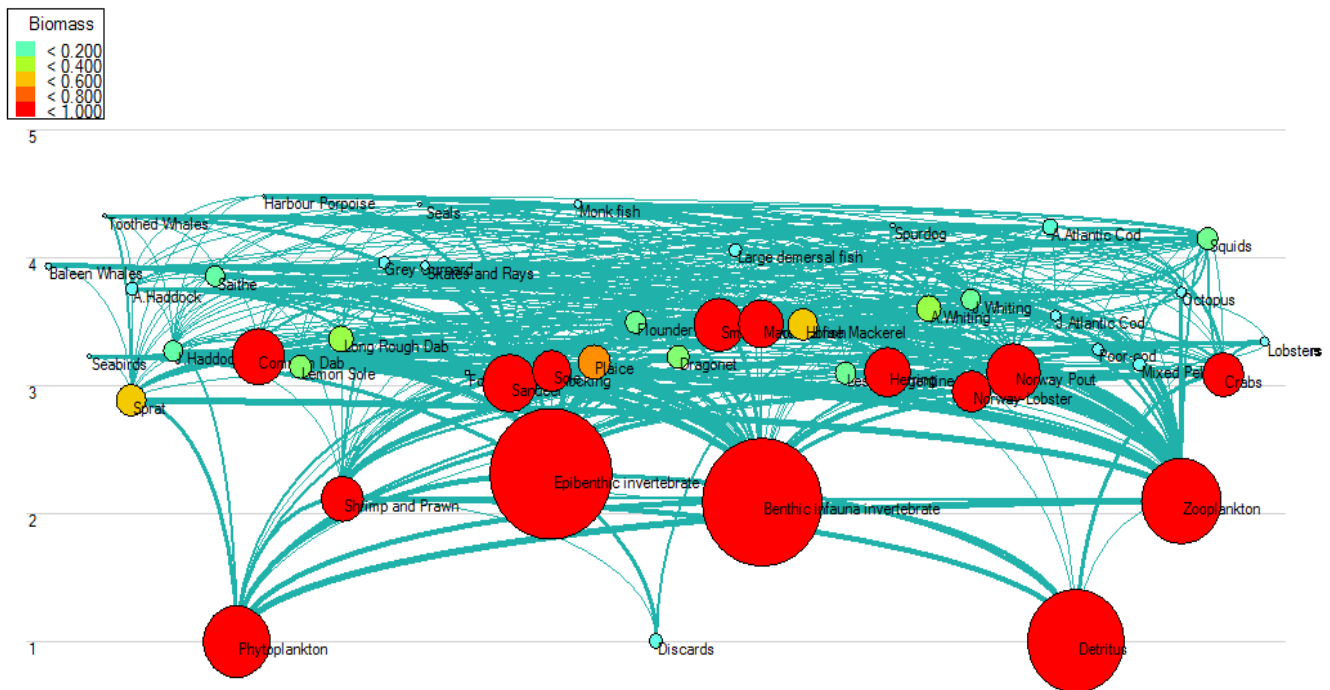 Biomass
< 0.200
< 0.400
< 0.600
< 0.800
< 1.000
5
Harbour Porpoise
Seals
Monk fish
Toothed Whales
Spurdog
A.Atlantic Cod
Squids
4
Baleen Whales
Saithe
Grey Gurnard
Skates and Rays
Large demersal fish
A.Haddock
Octopus
J.Whiting
A.Whiting
J.Atlantic Cod
Flounder
Horse Mackerel
Long Rough Dab
Haddock
Common Dab
Seabirds
Dragonet
Plaice
Poor-cod
Lobsters
Lemon Sole
Mixed Pel
Herring
Norway Pout
Crabs
3
Sprat
Sandeel
Norway Lobster
Epibenthic invertebrate
Shrimp and Prawn
Benthic infauna invertebrate
Zooplankton
2
1
Phytoplankton
Discards
Detritus